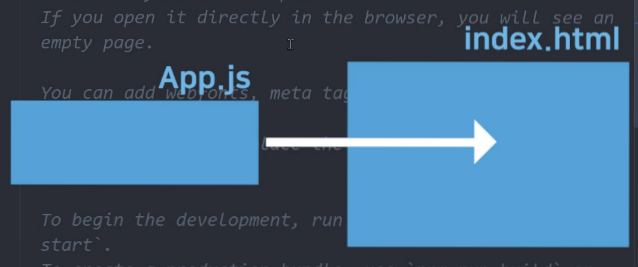 If you open it directly in the browser, you will see an
empty page.
index.html
App.js
You can add webfonts, meta tag
the
To begin the development, run
start`.